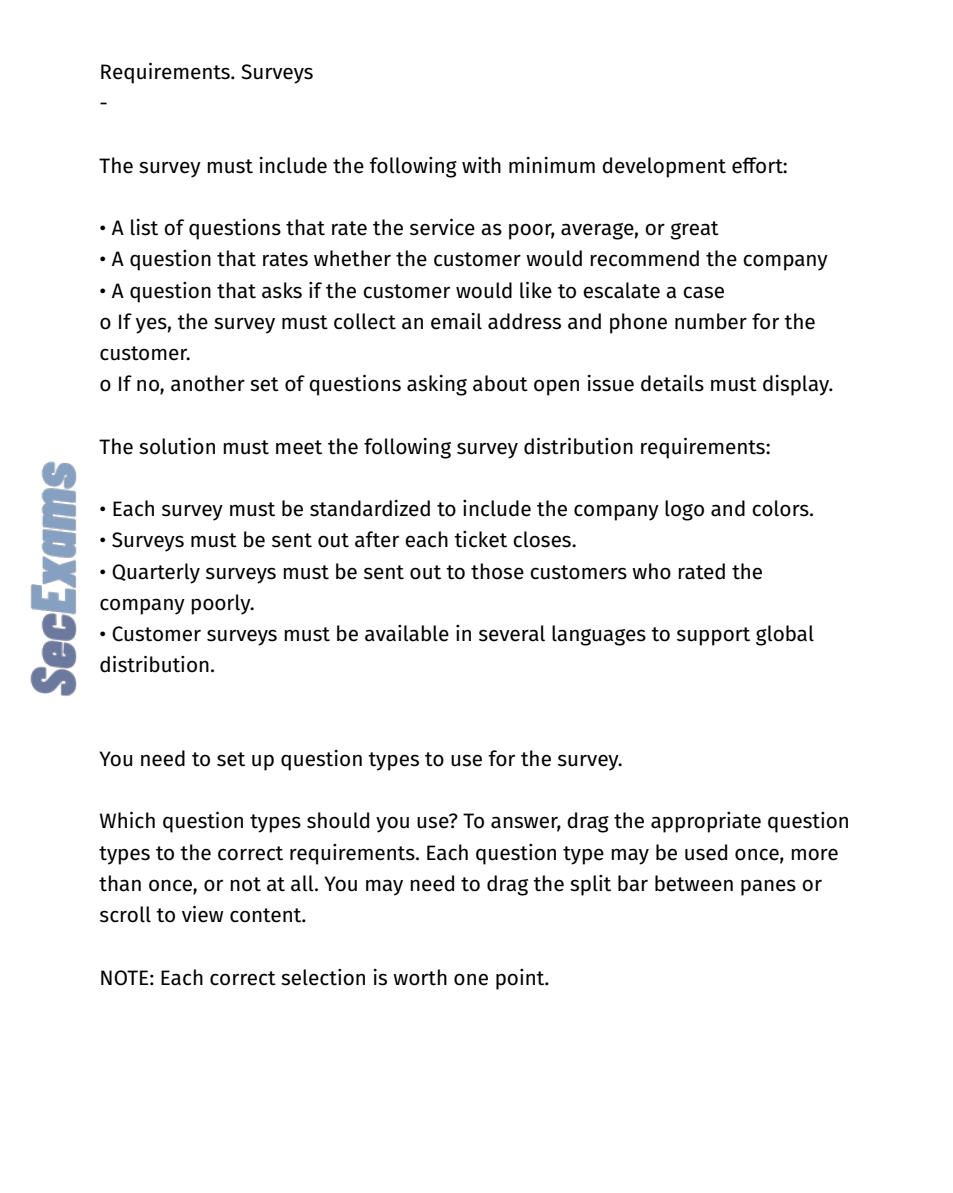 Requirements. Surveys
-
The survey must include the following with minimum development effort:
• A list of questions that rate the service as poor, average, or great
• A question that rates whether the customer would recommend the company
• A question that asks if the customer would like to escalate a case
o If yes, the survey must collect an email address and phone number for the
customer.
o If no, another set of questions asking about open issue details must display.
The solution must meet the following survey distribution requirements:
• Each survey must be standardized to include the company logo and colors.
• Surveys must be sent out after each ticket closes.
• Quarterly surveys must be sent out to those customers who rated the
company poorly.
• Customer surveys must be available in several languages to support global
distribution.
SecExams
You need to set up question types to use for the survey.
Which question types should you use? To answer, drag the appropriate question
types to the correct requirements. Each question type may be used once, more
than once, or not at all. You may need to drag the split bar between panes or
scroll to view content.
NOTE: Each correct selection is worth one point.